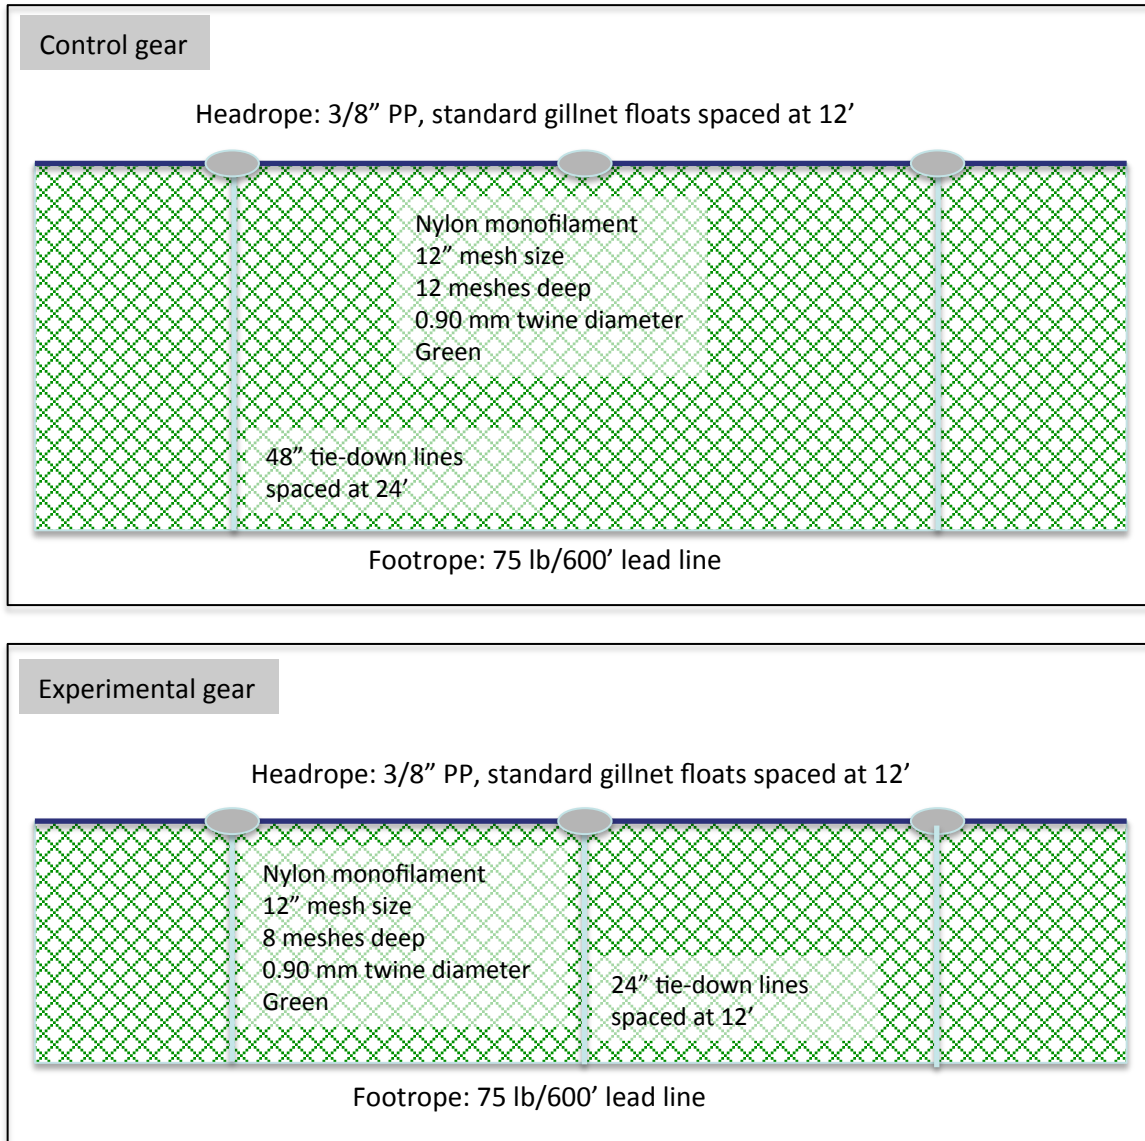 Control gear
Headrope: 3/8” PP, standard gillnet floats spaced at 12’
Nylon monofilament
12” mesh size
12 meshes deep
0.90 mm twine diameter
Green
48” tie-down lines
spaced at 24’
Footrope: 75 lb/600’ lead line
Experimental gear
Headrope: 3/8” PP, standard gillnet floats spaced at 12’
Nylon monofilament
12” mesh size
8 meshes deep
0.90 mm twine diameter
Green
24” tie-down lines
spaced at 12’
Footrope: 75 lb/600’ lead line